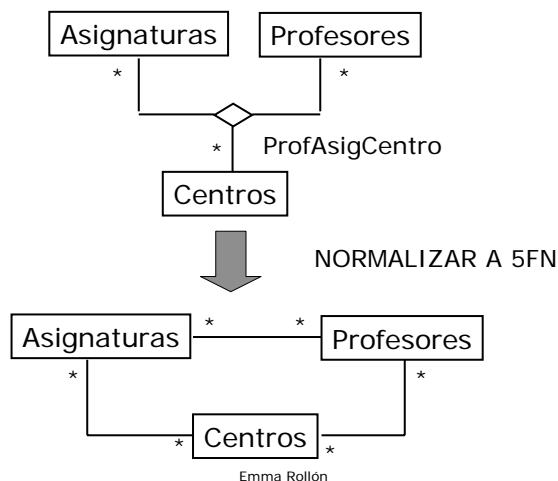 Asignaturas Profesores
* *
* ProfAsigCentro
Centros
NORMALIZAR A 5FN
Asignaturas * * Profesores
* *
* Centros *
Emma Rollón